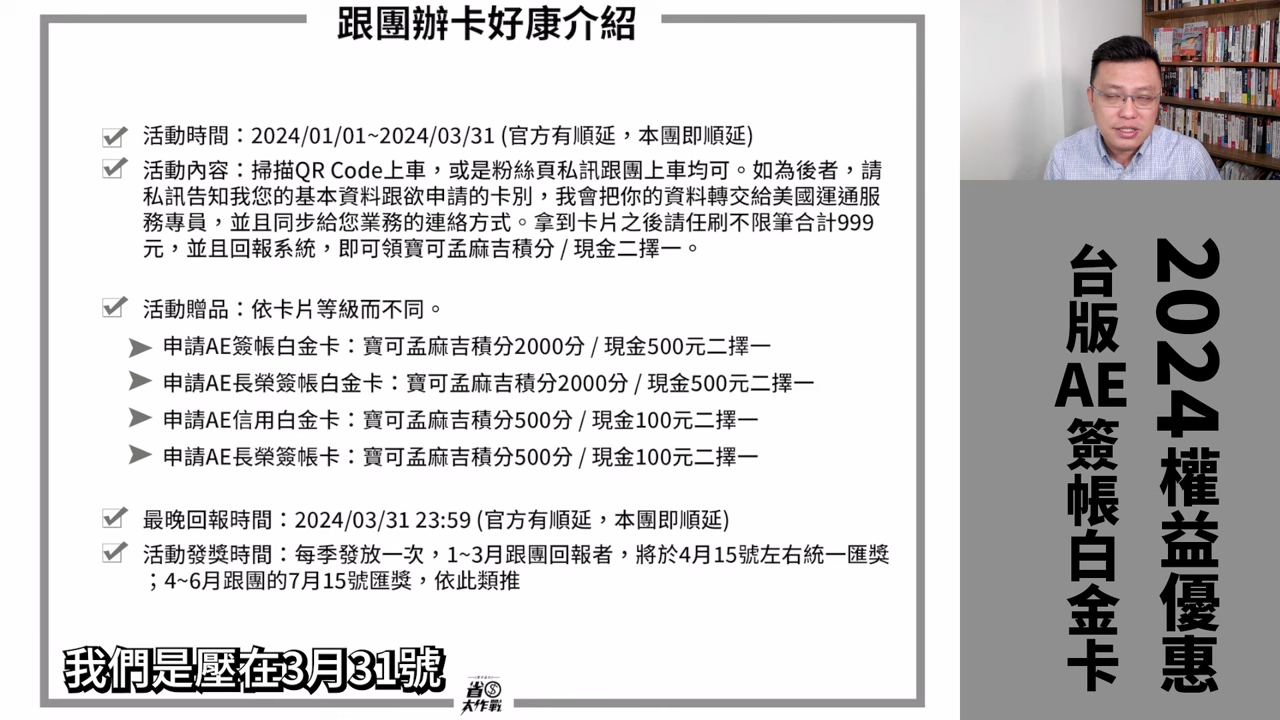 跟團辦卡好康介紹
活動時間：2024/01/01~2024/03/31 (官方有順延，本團即順延)
活動內容：掃描QR Code上車，或是粉絲頁私訊跟團上車均可。如為後者，請
私訊告知我您的基本資料跟欲申請的卡別，我會把你的資料轉交給美國運通服
務專員，並且同步給您業務的連絡方式。拿到卡片之後請任刷不限筆合計999
元，並且回報系統，即可領寶可孟麻吉積分 / 現金二擇一。
活動贈品：依卡片等級而不同。
申請AE簽帳白金卡：寶可孟麻吉積分2000分 / 現金500元二擇一
申請AE長榮簽帳白金卡：寶可孟麻吉積分2000分 / 現金500元二擇一
申請AE信用白金卡：寶可孟麻吉積分500分 / 現金100元二擇一
申請AE長榮簽帳卡：寶可孟麻吉積分500分 / 現金100元二擇一
最晚回報時間：2024/03/31 23:59 (官方有順延，本團即順延)
活動發獎時間：每季發放一次，1~3月跟團回報者，將於4月15號左右統一匯獎
；4~6月跟團的7月15號匯獎，依此類推
我們是壓在3月31號
省
大作戰
2024權益優惠
台版AE簽帳白金卡